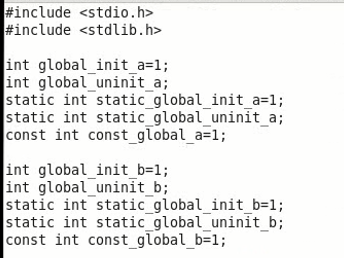 #include <stdio.h>
#include <stdlib.h>
int global_init_a=1;
int global_uninit_a;
static int static_global_init_a=1;
static int static_global_uninit_a;
const int const_global_a=1;
int global_init_b=1;
int global_uninit_b;
static int static_global_init_b=1;
static int static_global_uninit_b;
const int const_global_b=1;